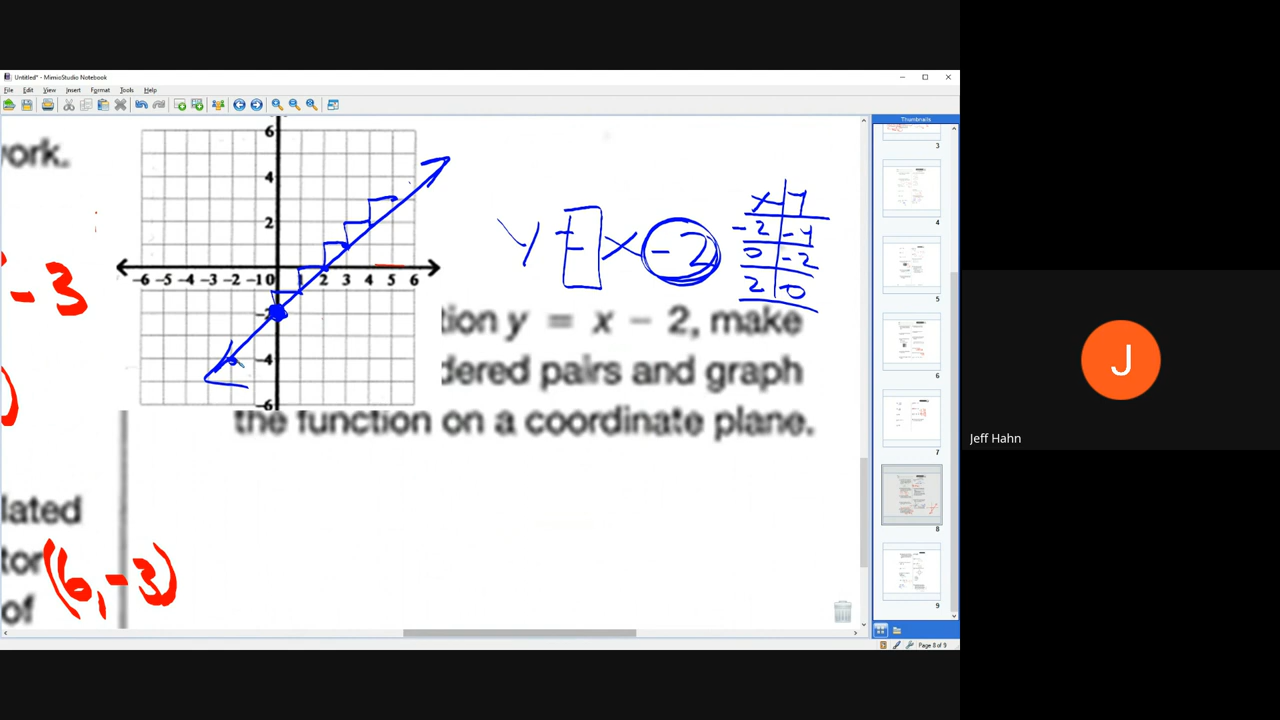 Untitled* - MimioStudio Notebook
File Edit View Insert Format Tools Help
Thumbnails
3
4
5
6
7
8
9
Page 8 of 9
6
4
2
-6 -5 -4 -3 -2 -1 0 1 2 3 4 5 6
-2
-4
-6
y = x - 2
x y
-2 -4
0 -2
2 0
work.
-3
tion y = x − 2, make
dered pairs and graph
the function on a coordinate plane.
lated
tor
of
(6,-3)
J
Jeff Hahn